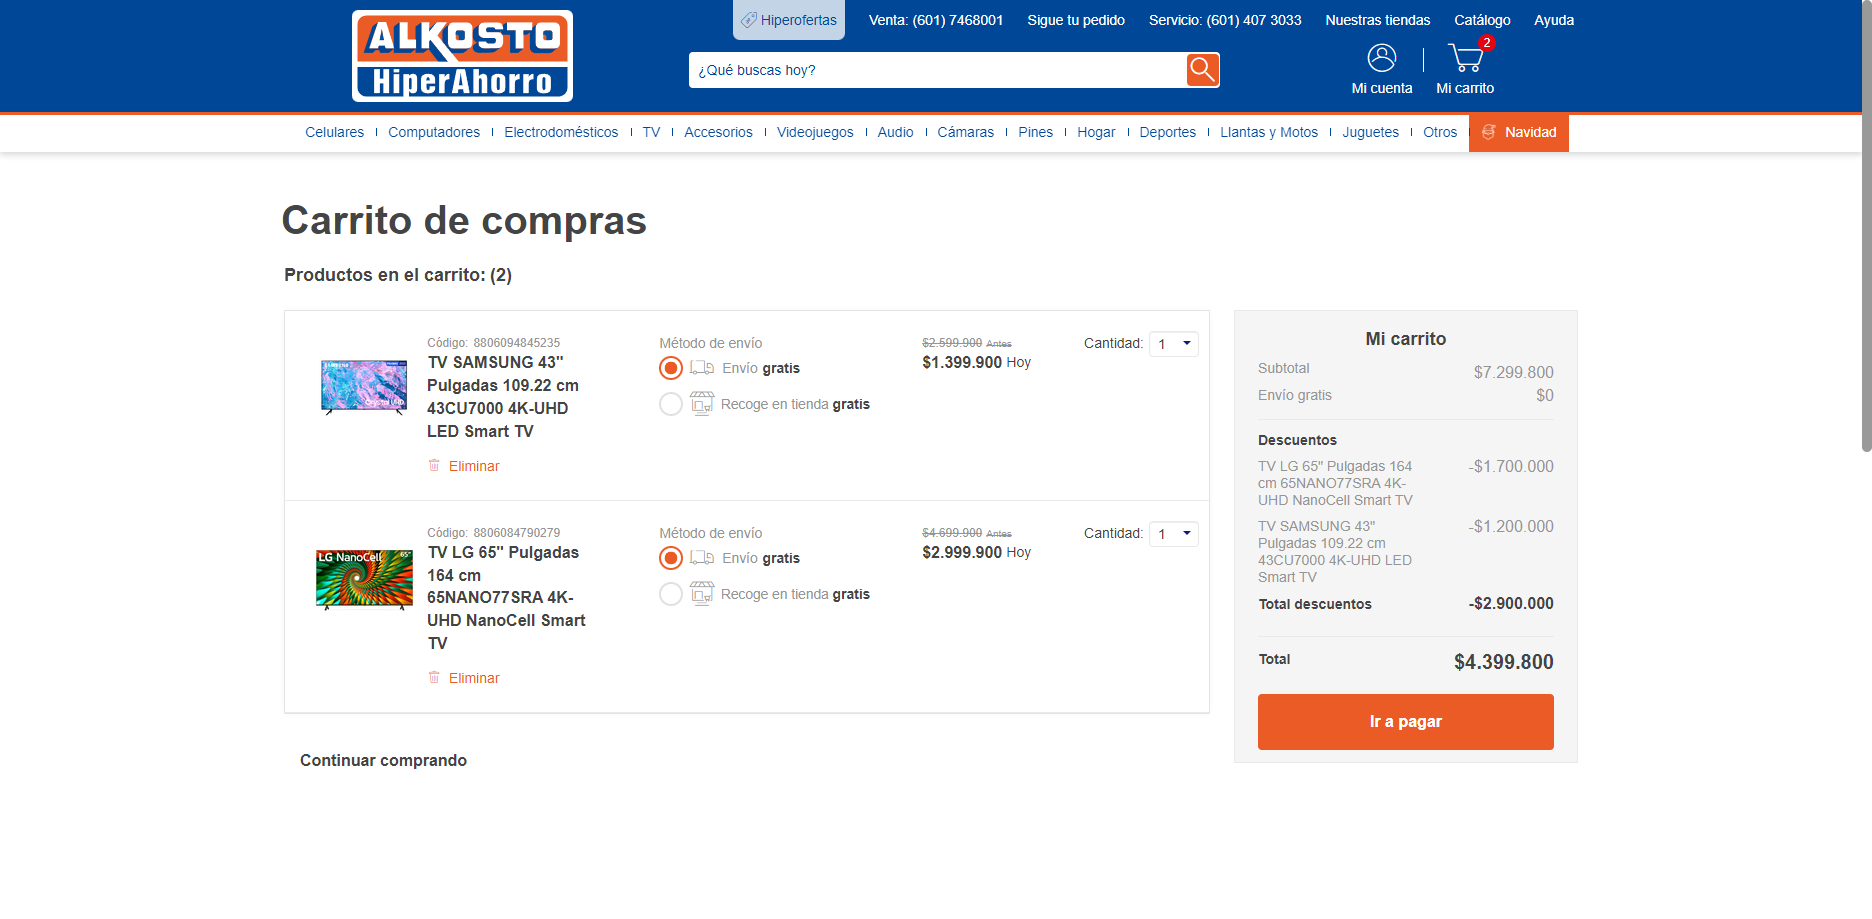 ALKOSTO
HiperAhorro
Hiperofertas
Venta: (601) 7468001
Sigue tu pedido
Servicio: (601) 407 3033
Nuestras tiendas
Catálogo
Ayuda
¿Qué buscas hoy?
2
Mi cuenta
Mi carrito
Celulares
Computadores
Electrodomésticos
TV
Accesorios
Videojuegos
Audio
Cámaras
Pines
Hogar
Deportes
Llantas y Motos
Juguetes
Otros
Navidad
Carrito de compras
Productos en el carrito: (2)
Código: 8806094845235
TV SAMSUNG 43"
Pulgadas 109.22 cm
43CU7000 4K-UHD
LED Smart TV
Eliminar
Método de envío
Envío gratis
Recoge en tienda gratis
$2.599.900 Antes
$1.399.900 Hoy
Cantidad: 1
LG NanoCell 65"
Código: 8806084790279
TV LG 65" Pulgadas
164 cm
65NANO77SRA 4K-
UHD NanoCell Smart
TV
Eliminar
Método de envío
Envío gratis
Recoge en tienda gratis
$4.699.900 Antes
$2.999.900 Hoy
Cantidad: 1
Continuar comprando
Mi carrito
Subtotal $7.299.800
Envío gratis $0
Descuentos
TV LG 65" Pulgadas 164 -$1.700.000
cm 65NANO77SRA 4K-
UHD NanoCell Smart TV
TV SAMSUNG 43" -$1.200.000
Pulgadas 109.22 cm
43CU7000 4K-UHD LED
Smart TV
Total descuentos -$2.900.000
Total $4.399.800
Ir a pagar